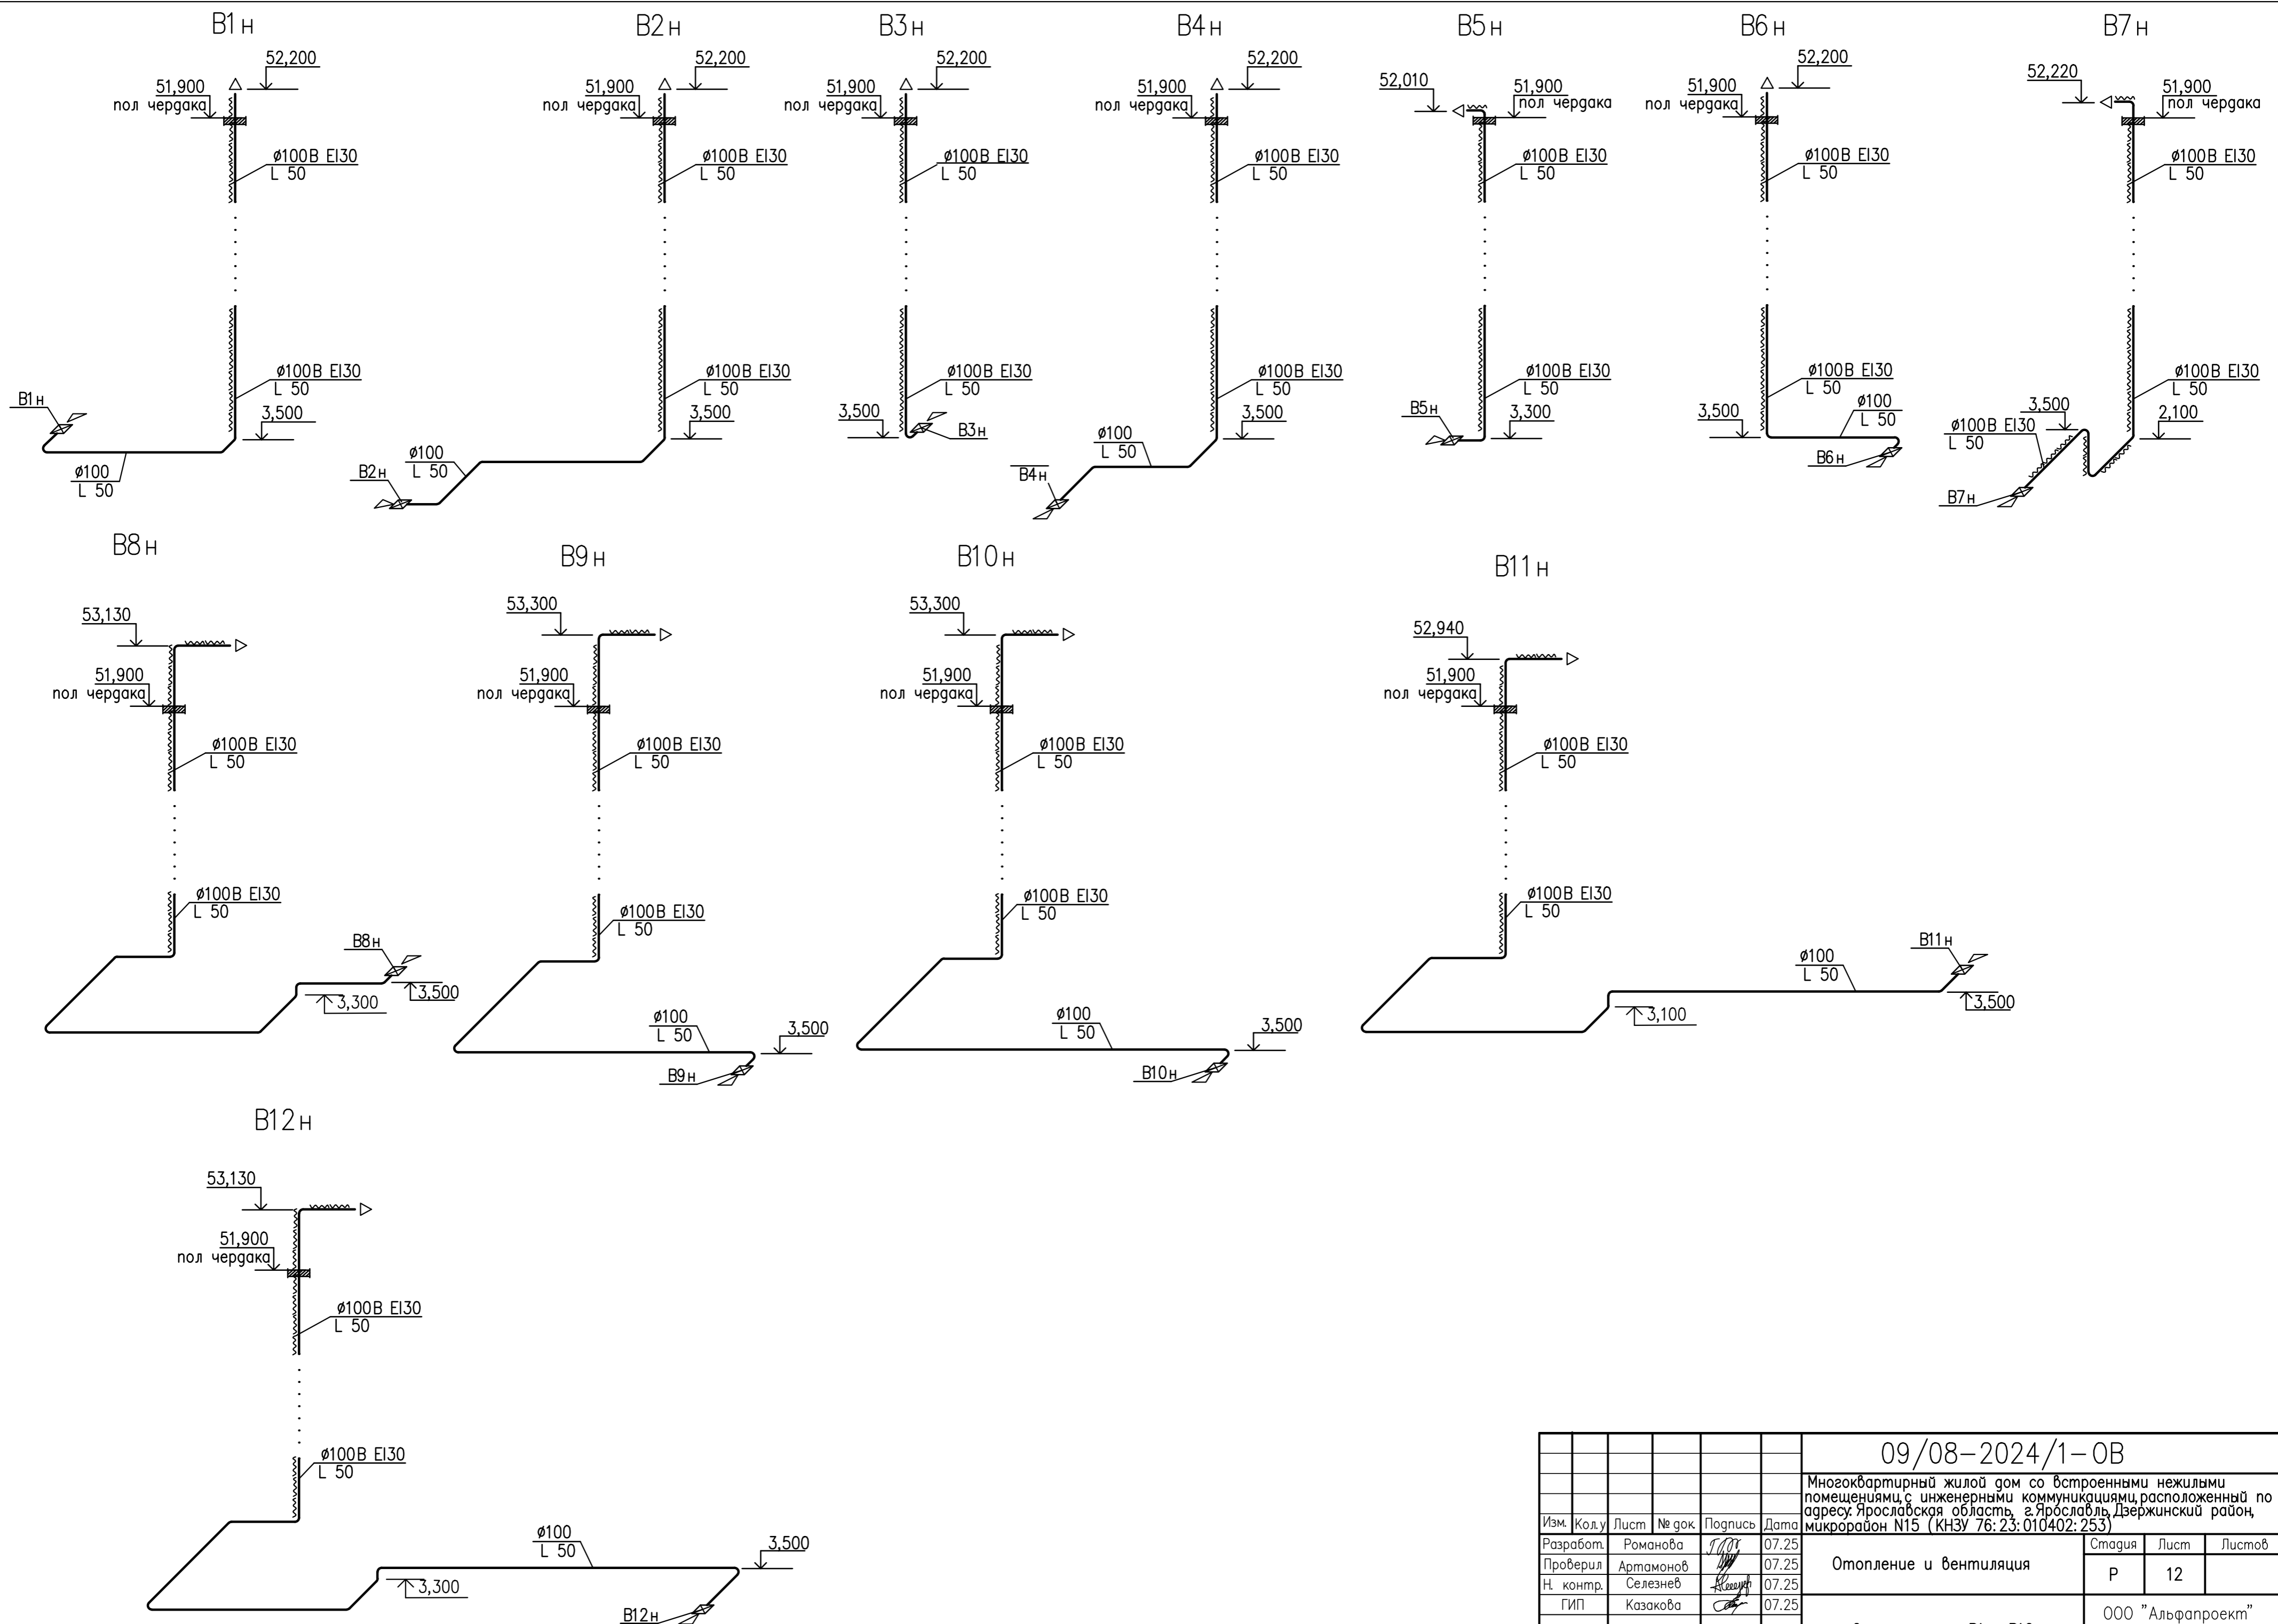 В1н
52,200
51,900
пол чердака
ø100В EI30
L 50
ø100В EI30
L 50
3,500
В1н
ø100
L 50
В2н
52,200
51,900
пол чердака
ø100В EI30
L 50
ø100В EI30
L 50
3,500
ø100
L 50
В2н
В3н
52,200
51,900
пол чердака
ø100В EI30
L 50
ø100В EI30
L 50
3,500
В3н
В4н
52,200
51,900
пол чердака
ø100В EI30
L 50
ø100В EI30
L 50
3,500
ø100
L 50
В4н
В5н
52,010
51,900
пол чердака
ø100В EI30
L 50
ø100В EI30
L 50
В5н
3,300
В6н
52,200
51,900
пол чердака
ø100В EI30
L 50
ø100В EI30
L 50
3,500
ø100
L 50
В6н
В7н
52,220
51,900
пол чердака
ø100В EI30
L 50
ø100В EI30
L 50
3,500
2,100
ø100В EI30
L 50
В7н
В8н
53,130
51,900
пол чердака
ø100В EI30
L 50
ø100В EI30
L 50
В8н
3,500
3,300
В9н
53,300
51,900
пол чердака
ø100В EI30
L 50
ø100В EI30
L 50
ø100
L 50
3,500
В9н
В10н
53,300
51,900
пол чердака
ø100В EI30
L 50
ø100В EI30
L 50
ø100
L 50
3,500
В10н
В11н
52,940
51,900
пол чердака
ø100В EI30
L 50
ø100В EI30
L 50
В11н
ø100
L 50
3,500
3,100
В12н
53,130
51,900
пол чердака
ø100В EI30
L 50
ø100В EI30
L 50
ø100
L 50
3,500
3,300
В12н
09/08-2024/1-ОВ
Многоквартирный жилой дом со встроенными нежилыми
помещениями, с инженерными коммуникациями, расположенный по
адресу: Ярославская область, г. Ярославль, Дзержинский район,
микрорайон N15 (КНЗУ 76:23:010402:253)
Изм. Кол.у Лист № док. Подпись Дата
Разработ. Романова 07.25
Проверил Артамонов 07.25
Н. контр. Селезнев 07.25
ГИП Казакова 07.25
Отопление и вентиляция
Стадия Лист Листов
Р 12
ООО "Альфапроект"